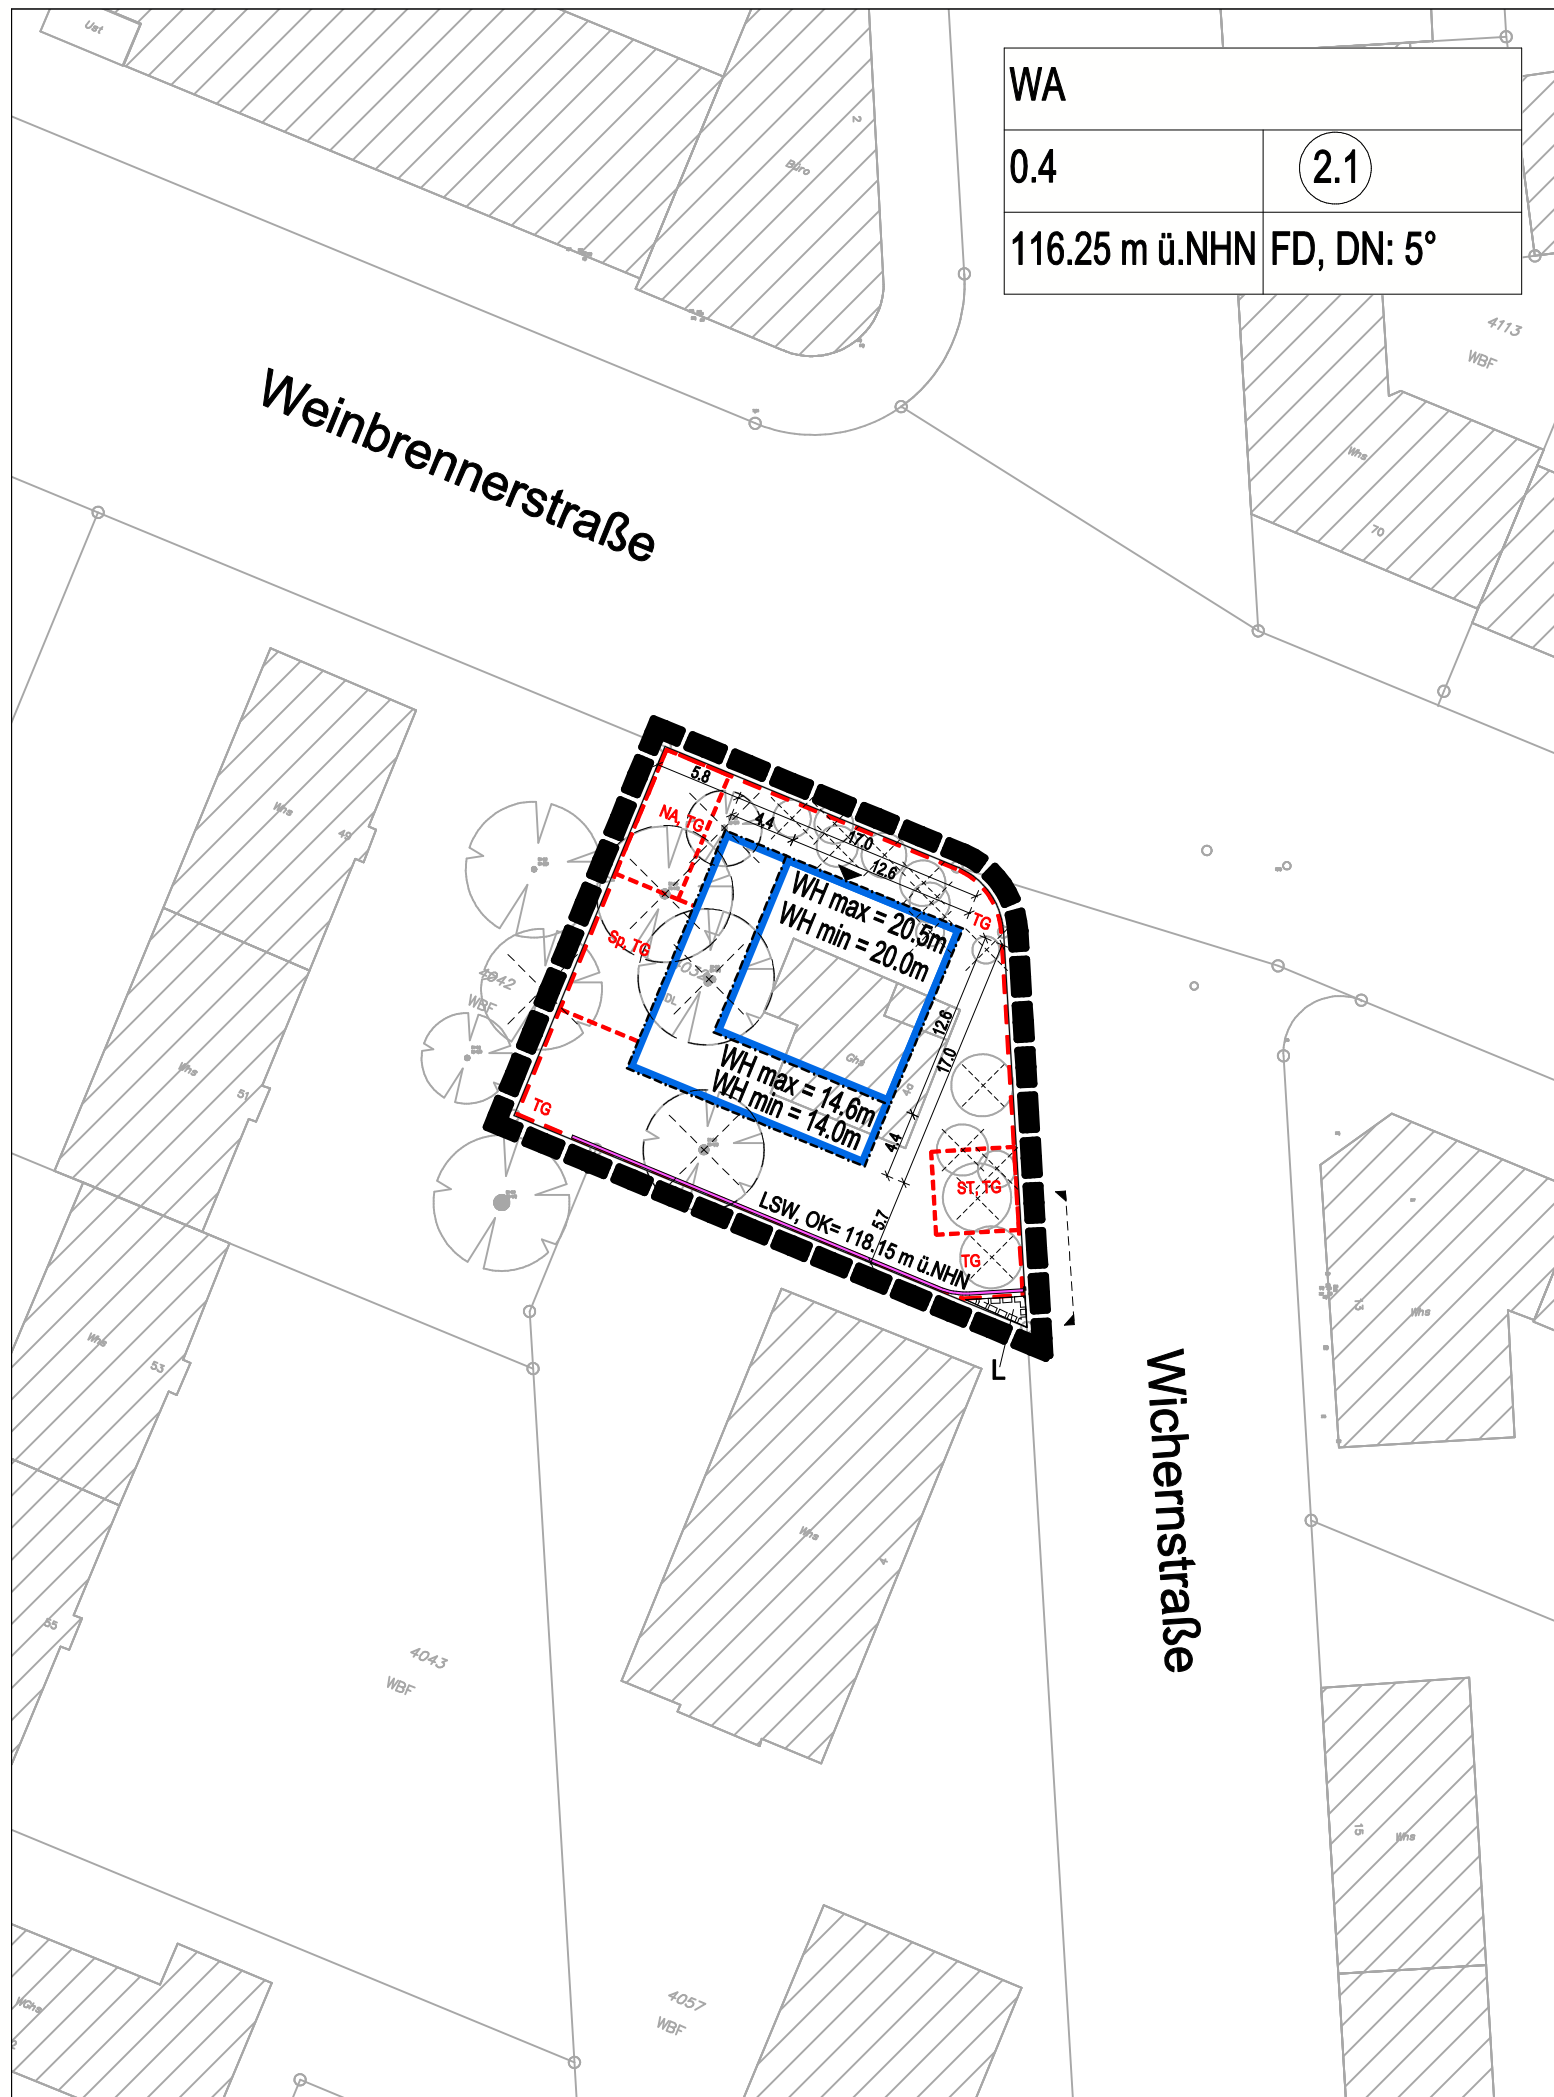 Ust
2
Büro
WA
0.4
2.1
116.25 m ü.NHN
FD, DN: 5°
4113
WBF
Whs
70
Weinbrennerstraße
Whs
49
5.8
NA, TG
4.4
17.0
12.6
TG
WH max = 20.5m
WH min = 20.0m
Sp, TG
4042
WBF
DL
Ghs
12.6
17.0
Whs
51
WH max = 14.6m
WH min = 14.0m
TG
4.4
ST, TG
5.7
LSW, OK= 118.15 m ü.NHN
TG
L
13
Whs
Whs
53
Wichernstraße
Whs
4
55
4043
WBF
15
Whs
4057
WBF
WGhs